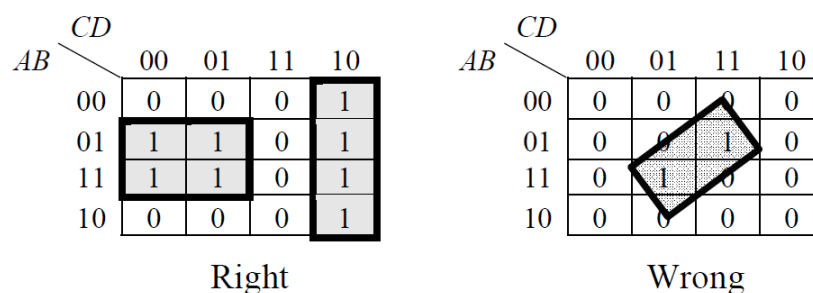 CD CD
AB 00 01 11 10 AB 00 01 11 10
00 0 0 0 1 00 0 0 0 0
01 1 1 0 1 01 0 0 1 0
11 1 1 0 1 11 0 1 0 0
10 0 0 0 1 10 0 0 0 0
Right Wrong